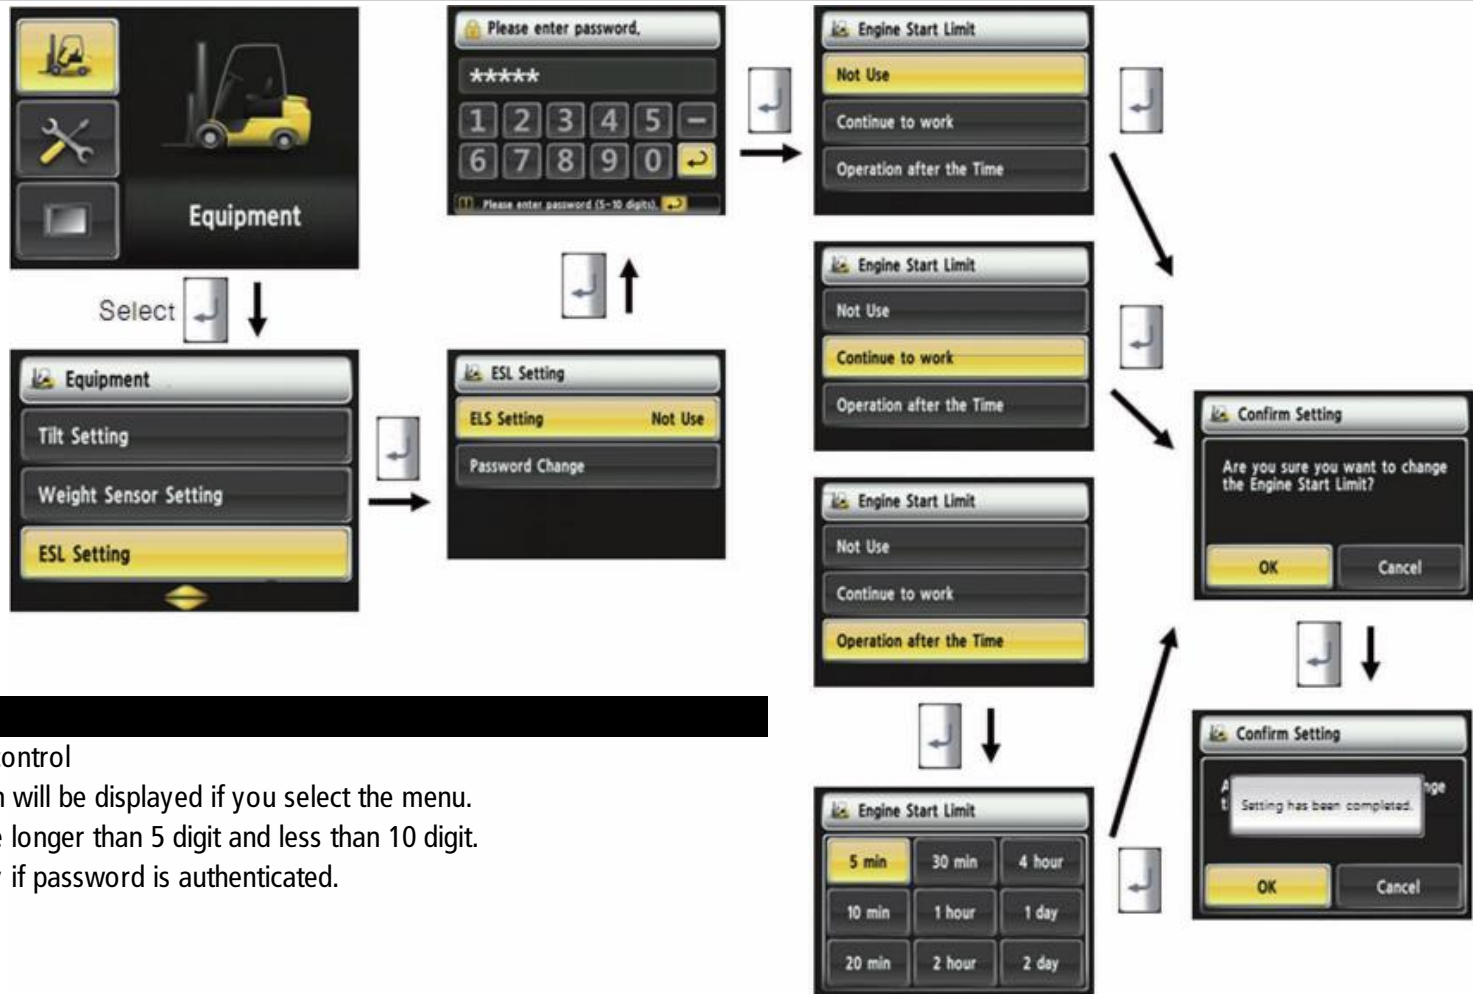 Equipment
Select
Equipment
Tilt Setting
Weight Sensor Setting
ESL Setting
Please enter password,
*****
1 2 3 4 5 –
6 7 8 9 0
Please enter password (5~10 digits),
ESL Setting
ELS Setting Not Use
Password Change
Engine Start Limit
Not Use
Continue to work
Operation after the Time
Engine Start Limit
Not Use
Continue to work
Operation after the Time
Engine Start Limit
Not Use
Continue to work
Operation after the Time
Engine Start Limit
5 min 30 min 4 hour
10 min 1 hour 1 day
20 min 2 hour 2 day
Confirm Setting
Are you sure you want to change
the Engine Start Limit?
OK Cancel
Confirm Setting
Setting has been completed.
OK Cancel
will be displayed if you select the menu.
longer than 5 digit and less than 10 digit.
if password is authenticated.